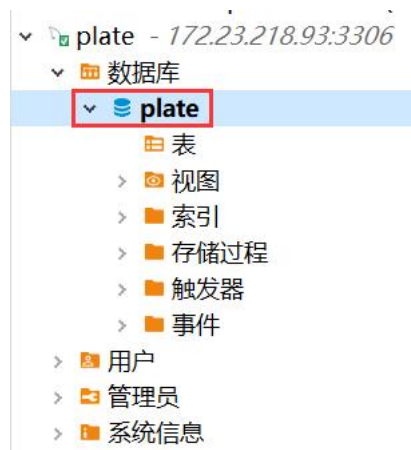 plate - 172.23.218.93:3306
数据库
plate
表
视图
索引
存储过程
触发器
事件
用户
管理员
系统信息